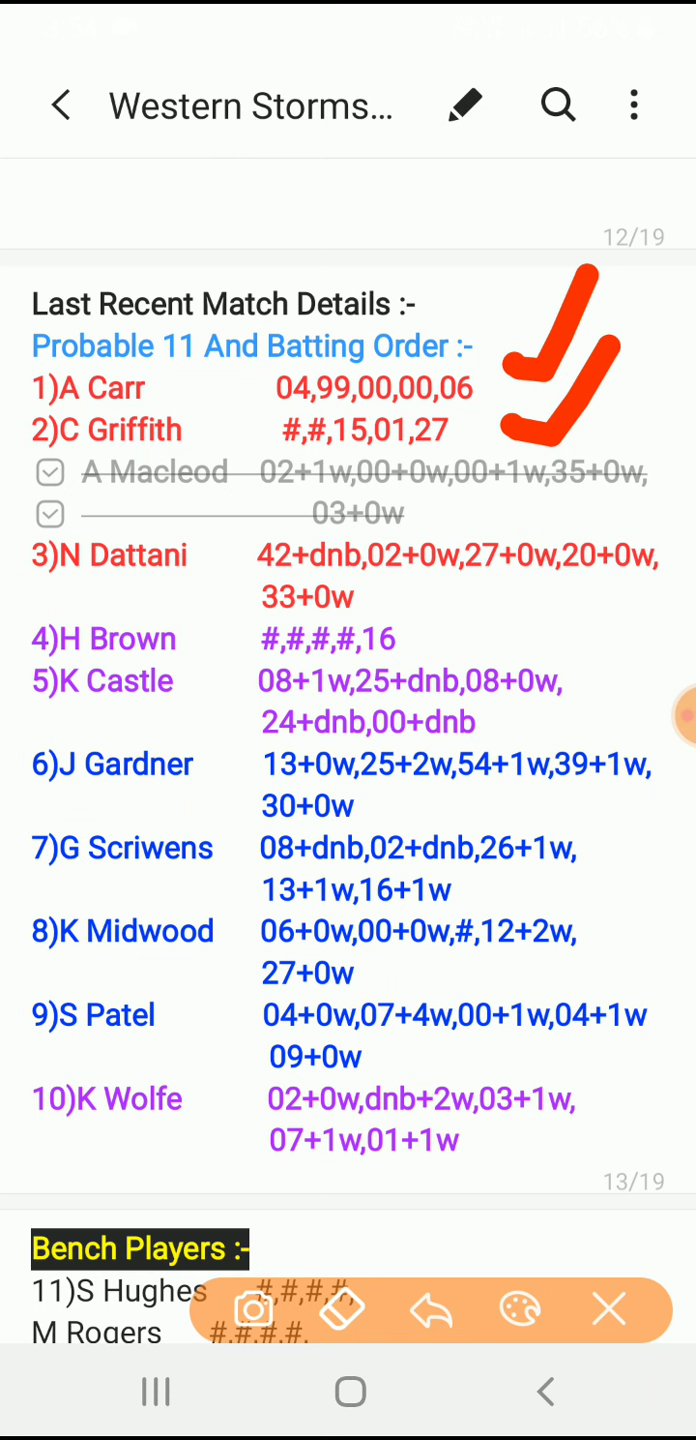 Western Storms...
12/19
Last Recent Match Details :-
Probable 11 And Batting Order :-
1)A Carr 04,99,00,00,06
2)C Griffith #,#,15,01,27
A Macleod 02+1w,00+0w,00+1w,35+0w,
03+0w
3)N Dattani 42+dnb,02+0w,27+0w,20+0w,
33+0w
4)H Brown #,#,#,#,16
5)K Castle 08+1w,25+dnb,08+0w,
24+dnb,00+dnb
6)J Gardner 13+0w,25+2w,54+1w,39+1w,
30+0w
7)G Scriwens 08+dnb,02+dnb,26+1w,
13+1w,16+1w
8)K Midwood 06+0w,00+0w,#,12+2w,
27+0w
9)S Patel 04+0w,07+4w,00+1w,04+1w
09+0w
10)K Wolfe 02+0w,dnb+2w,03+1w,
07+1w,01+1w
13/19
Bench Players :-
11)S Hughes #,#,#,#,
M Rogers #,#,#,#,